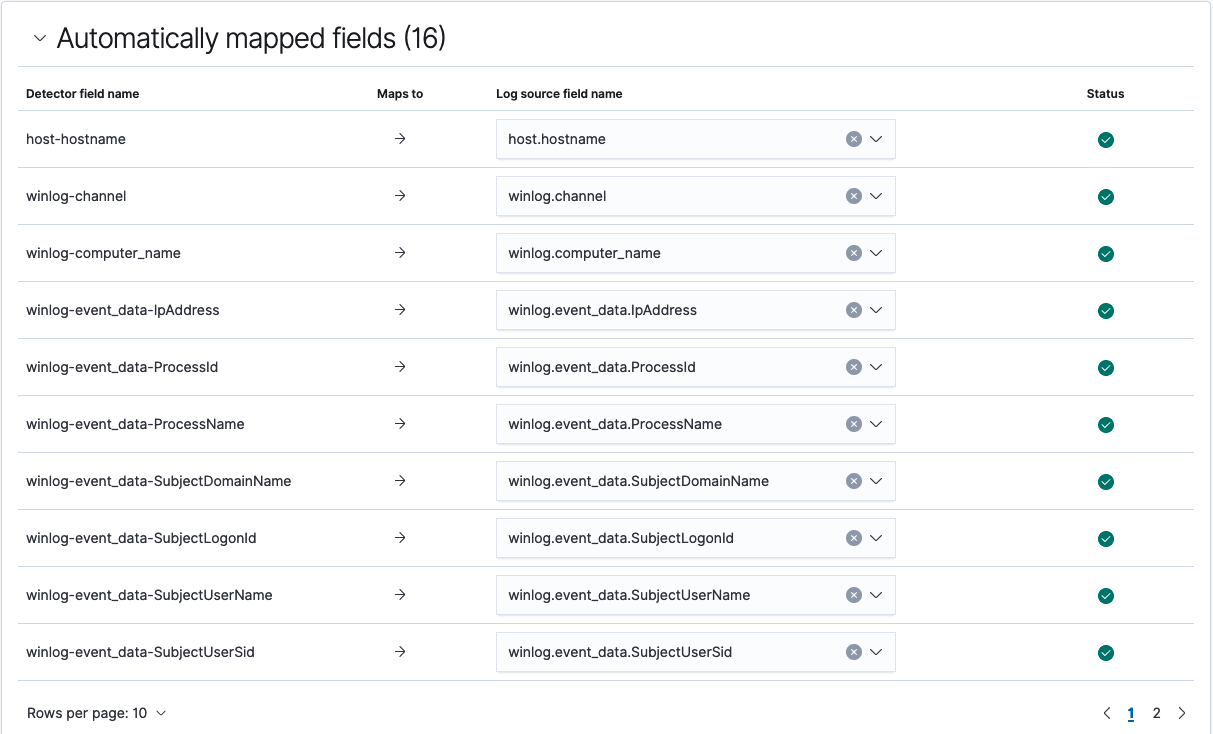 Automatically mapped fields (16)
Detector field name Maps to Log source field name Status
host-hostname → host.hostname
winlog-channel → winlog.channel
winlog-computer_name → winlog.computer_name
winlog-event_data-IpAddress → winlog.event_data.IpAddress
winlog-event_data-ProcessId → winlog.event_data.ProcessId
winlog-event_data-ProcessName → winlog.event_data.ProcessName
winlog-event_data-SubjectDomainName → winlog.event_data.SubjectDomainName
winlog-event_data-SubjectLogonId → winlog.event_data.SubjectLogonId
winlog-event_data-SubjectUserName → winlog.event_data.SubjectUserName
winlog-event_data-SubjectUserSid → winlog.event_data.SubjectUserSid
Rows per page: 10 1 2